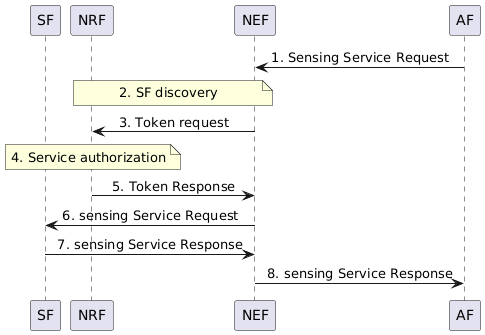 SF NRF NEF AF
1. Sensing Service Request
2. SF discovery
3. Token request
4. Service authorization
5. Token Response
6. sensing Service Request
7. sensing Service Response
8. sensing Service Response
SF NRF NEF AF